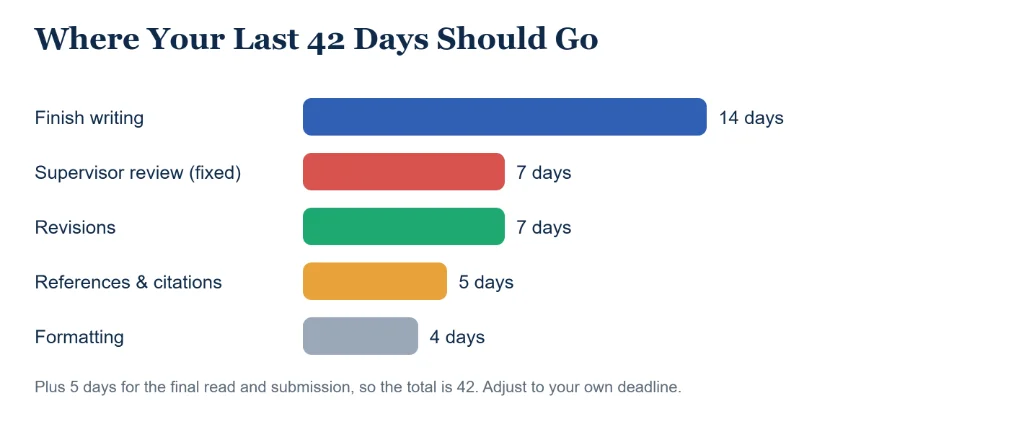 Where Your Last 42 Days Should Go
Finish writing 14 days
Supervisor review (fixed) 7 days
Revisions 7 days
References & citations 5 days
Formatting 4 days
Plus 5 days for the final read and submission, so the total is 42. Adjust to your own deadline.